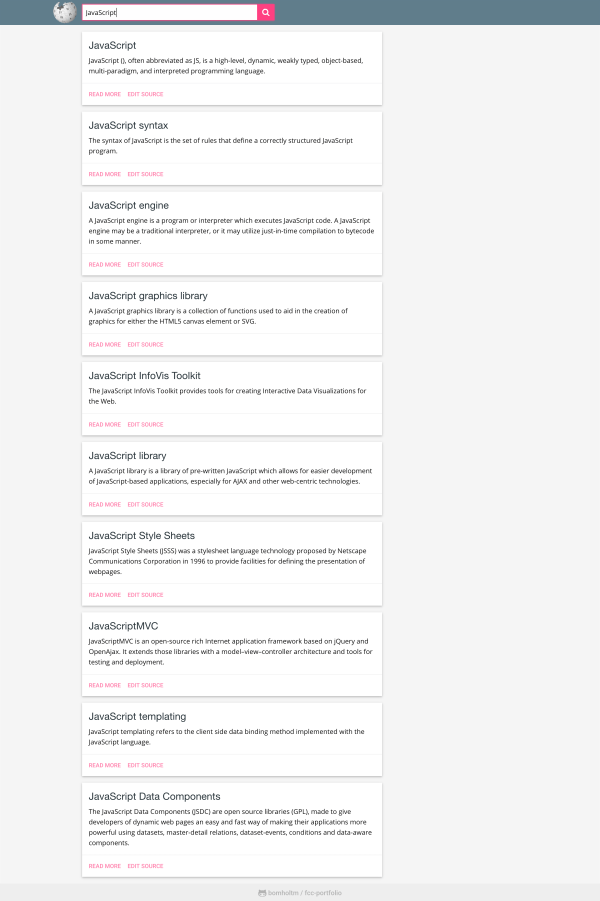 JavaScript
JavaScript
JavaScript (), often abbreviated as JS, is a high-level, dynamic, weakly typed, object-based,
multi-paradigm, and interpreted programming language.
READ MORE EDIT SOURCE
JavaScript syntax
The syntax of JavaScript is the set of rules that define a correctly structured JavaScript
program.
READ MORE EDIT SOURCE
JavaScript engine
A JavaScript engine is a program or interpreter which executes JavaScript code. A JavaScript
engine may be a traditional interpreter, or it may utilize just-in-time compilation to bytecode
in some manner.
READ MORE EDIT SOURCE
JavaScript graphics library
A JavaScript graphics library is a collection of functions used to aid in the creation of
graphics for either the HTML5 canvas element or SVG.
READ MORE EDIT SOURCE
JavaScript InfoVis Toolkit
The JavaScript InfoVis Toolkit provides tools for creating Interactive Data Visualizations for
the Web.
READ MORE EDIT SOURCE
JavaScript library
A JavaScript library is a library of pre-written JavaScript which allows for easier development
of JavaScript-based applications, especially for AJAX and other web-centric technologies.
READ MORE EDIT SOURCE
JavaScript Style Sheets
JavaScript Style Sheets (JSSS) was a stylesheet language technology proposed by Netscape
Communications Corporation in 1996 to provide facilities for defining the presentation of
webpages.
READ MORE EDIT SOURCE
JavaScriptMVC
JavaScriptMVC is an open-source rich Internet application framework based on jQuery and
OpenAjax. It extends those libraries with a model–view–controller architecture and tools for
testing and deployment.
READ MORE EDIT SOURCE
JavaScript templating
JavaScript templating refers to the client side data binding method implemented with the
JavaScript language.
READ MORE EDIT SOURCE
JavaScript Data Components
The JavaScript Data Components (JSDC) are open source libraries (GPL), made to give
developers of dynamic web pages an easy and fast way of making their applications more
powerful using datasets, master-detail relations, dataset-events, conditions and data-aware
components.
READ MORE EDIT SOURCE
/ fcc-portfolio